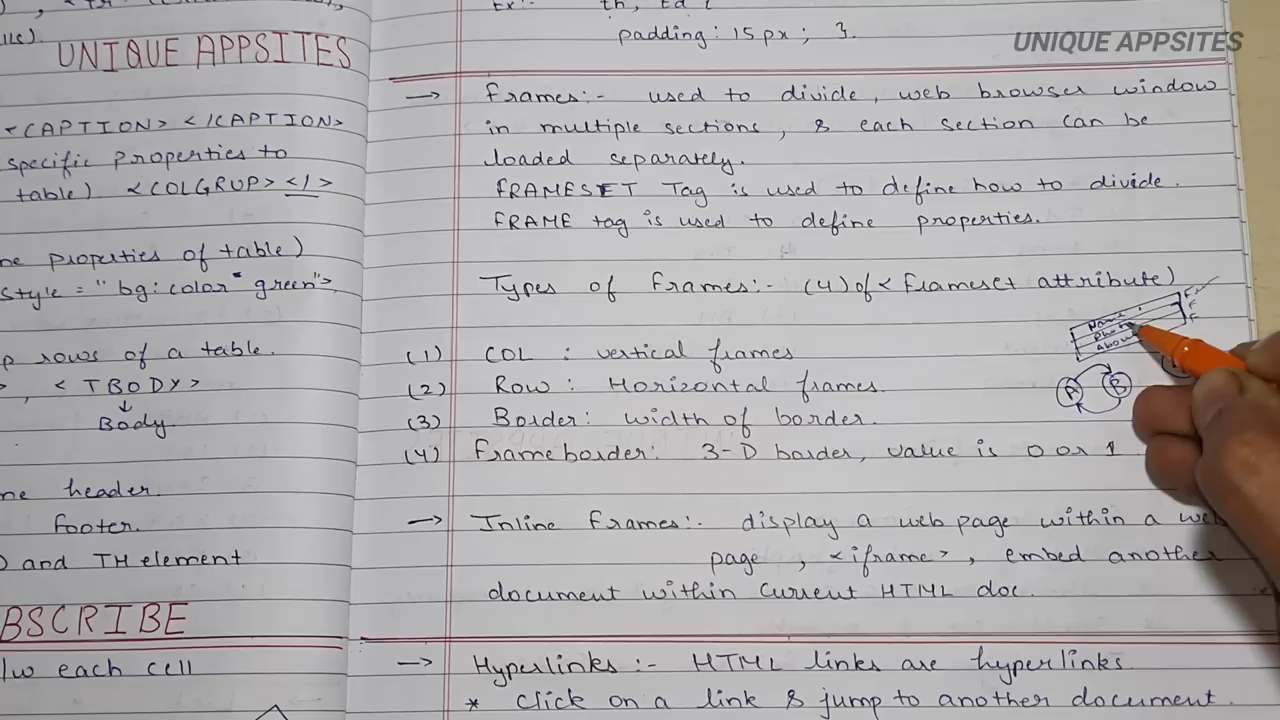 UNIQUE APPSITES
<CAPTION> </CAPTION>
specific properties to
table) <COLGRUP> </>
properties of table)
style = "bg:color" green">
rows of a table.
< TBODY>
↓
Body.
header.
footer.
and TH element
BSCRIBE
b/w each cell
Ex:- th, td {
padding: 15px; }
UNIQUE APPSITES
→ Frames:- used to divide, web browser window
in multiple sections, & each section can be
loaded separately.
FRAMESET Tag is used to define how to divide.
FRAME tag is used to define properties.
Types of Frames:- (4) of <frameset attribute)
Name :
F
F
F
Abou
A B
(1) COL : vertical frames
(2) Row : Horizontal frames.
(3) Border: width of border.
(4) Frameborder: 3-D border, value is 0 or 1
→ Inline Frames:- display a web page within a web
page, <iframe>, embed another
document within current HTML doc.
→ Hyperlinks :- HTML links are hyperlinks.
* click on a link & jump to another document.